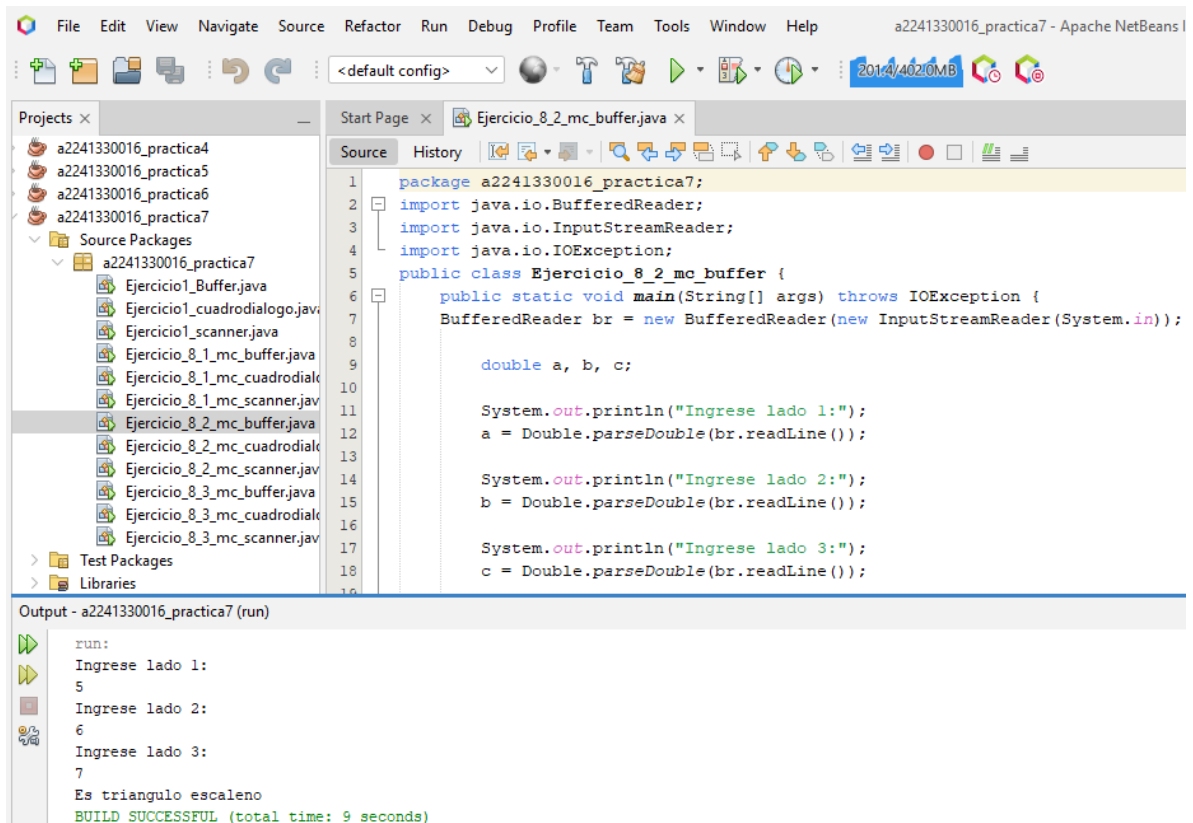 File Edit View Navigate Source Refactor Run Debug Profile Team Tools Window Help a2241330016_practica7 - Apache NetBeans I
<default config> 201.4/402.0MB
Projects
a2241330016_practica4
a2241330016_practica5
a2241330016_practica6
a2241330016_practica7
Source Packages
a2241330016_practica7
Ejercicio1_Buffer.java
Ejercicio1_cuadrodialogo.java
Ejercicio1_scanner.java
Ejercicio_8_1_mc_buffer.java
Ejercicio_8_1_mc_cuadrodialo
Ejercicio_8_1_mc_scanner.jav
Ejercicio_8_2_mc_buffer.java
Ejercicio_8_2_mc_cuadrodialo
Ejercicio_8_2_mc_scanner.jav
Ejercicio_8_3_mc_buffer.java
Ejercicio_8_3_mc_cuadrodialo
Ejercicio_8_3_mc_scanner.jav
Test Packages
Libraries
Start Page Ejercicio_8_2_mc_buffer.java
Source History
1 package a2241330016_practica7;
2 import java.io.BufferedReader;
3 import java.io.InputStreamReader;
4 import java.io.IOException;
5 public class Ejercicio_8_2_mc_buffer {
6 public static void main(String[] args) throws IOException {
7 BufferedReader br = new BufferedReader(new InputStreamReader(System.in));
8
9 double a, b, c;
10
11 System.out.println("Ingrese lado 1:");
12 a = Double.parseDouble(br.readLine());
13
14 System.out.println("Ingrese lado 2:");
15 b = Double.parseDouble(br.readLine());
16
17 System.out.println("Ingrese lado 3:");
18 c = Double.parseDouble(br.readLine());
19
Output - a2241330016_practica7 (run)
run:
Ingrese lado 1:
5
Ingrese lado 2:
6
Ingrese lado 3:
7
Es triangulo escaleno
BUILD SUCCESSFUL (total time: 9 seconds)